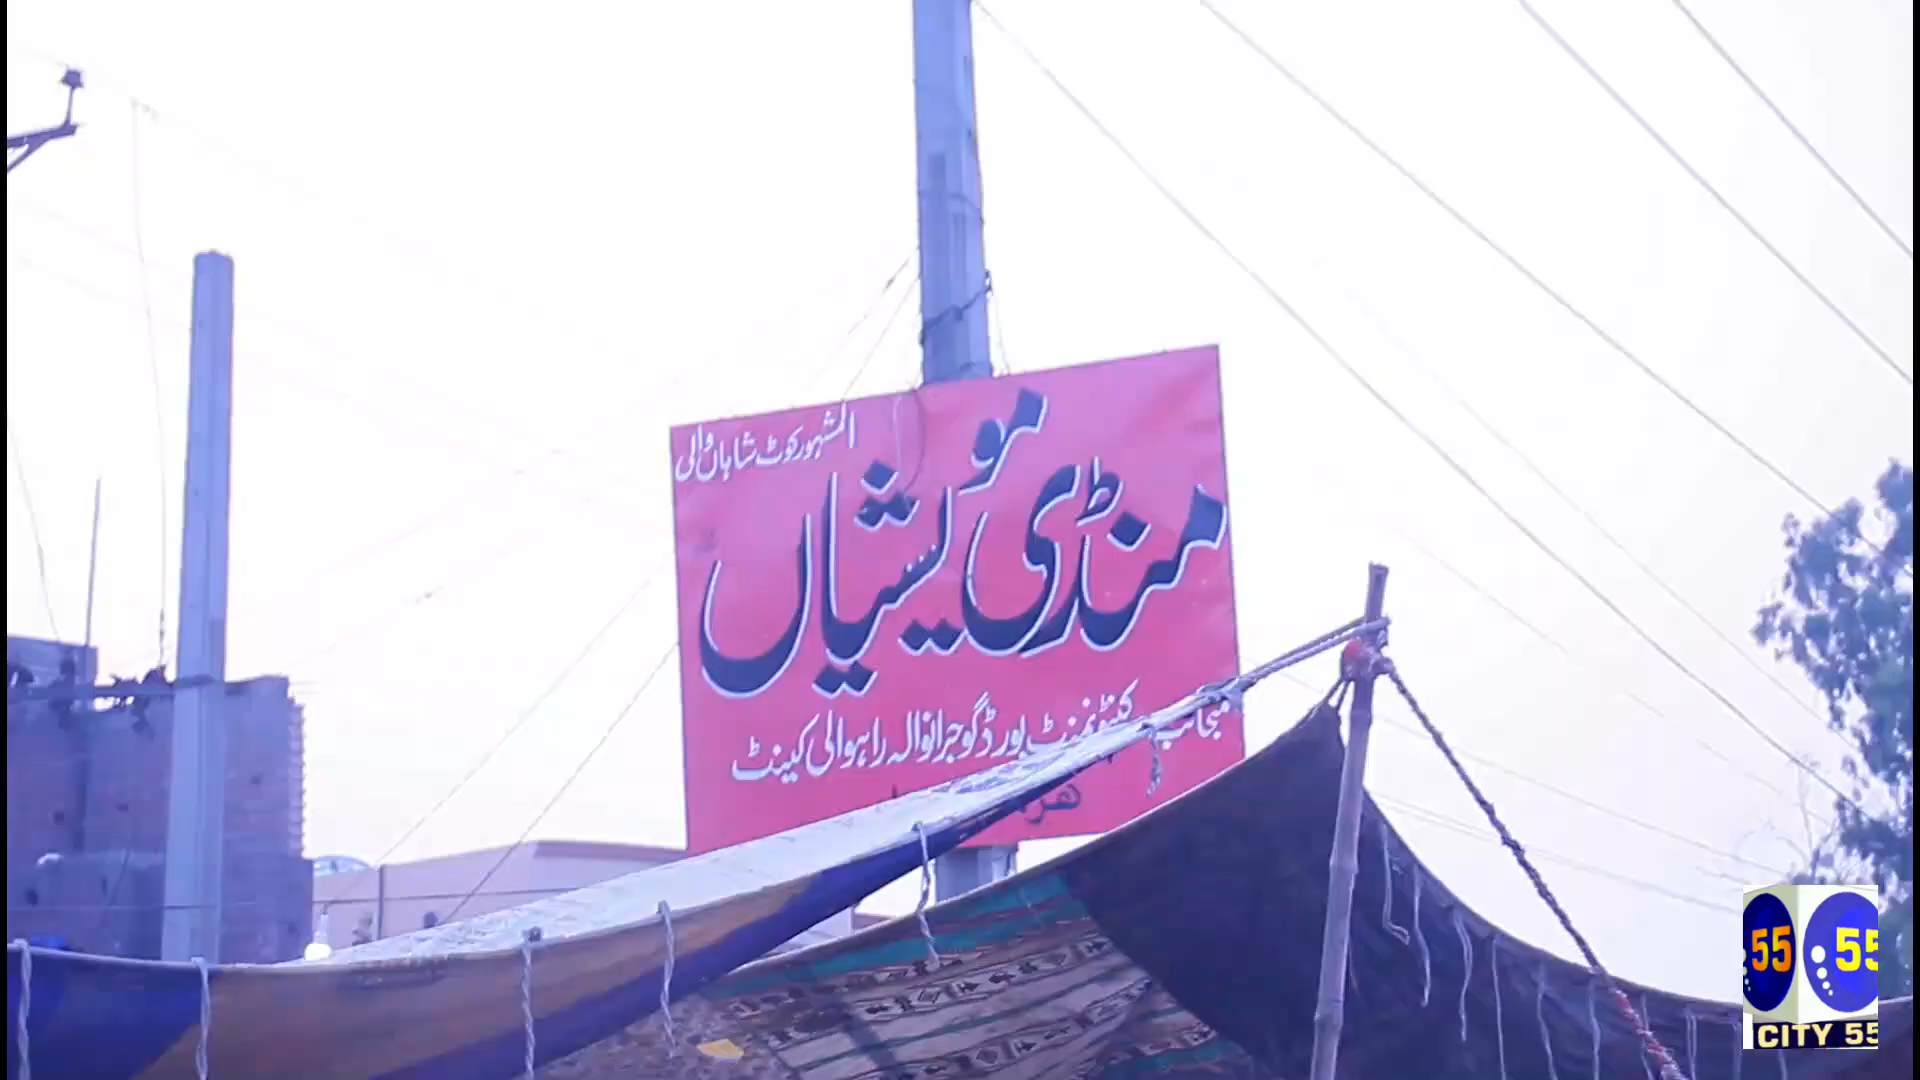 المشہور کوٹ شاہاں والی
منڈی مویشیاں
منجانب کنٹونمنٹ بورڈ گوجرانوالہ راہوالی کینٹ
55 55
CITY 55